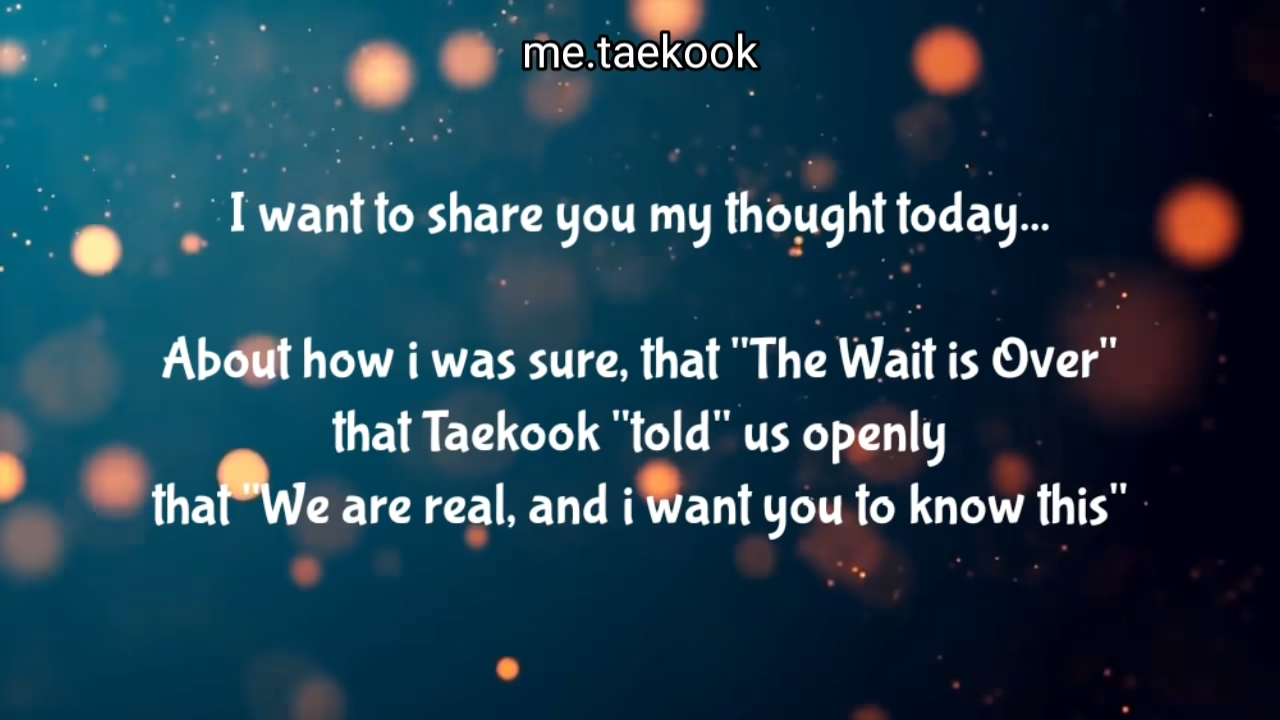 me.taekook
I want to share you my thought today...
About how i was sure, that "The Wait is Over"
that Taekook "told" us openly
that "We are real, and i want you to know this"